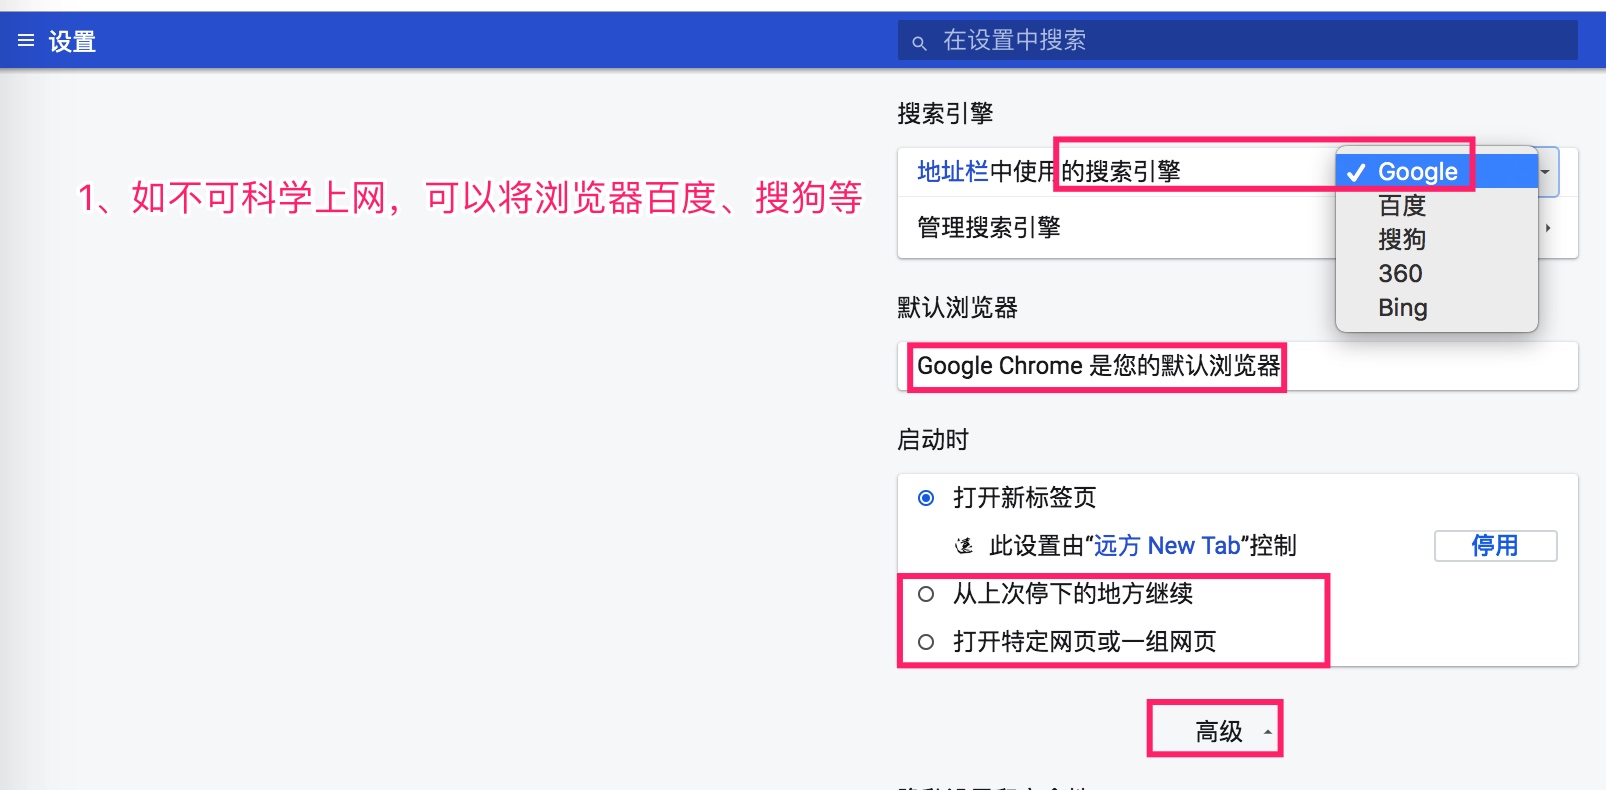 设置
在设置中搜索
搜索引擎
地址栏中使用的搜索引擎
Google
百度
搜狗
360
Bing
管理搜索引擎
1、如不可科学上网，可以将浏览器百度、搜狗等
默认浏览器
Google Chrome 是您的默认浏览器
启动时
打开新标签页
此设置由“远方 New Tab”控制
停用
从上次停下的地方继续
打开特定网页或一组网页
高级